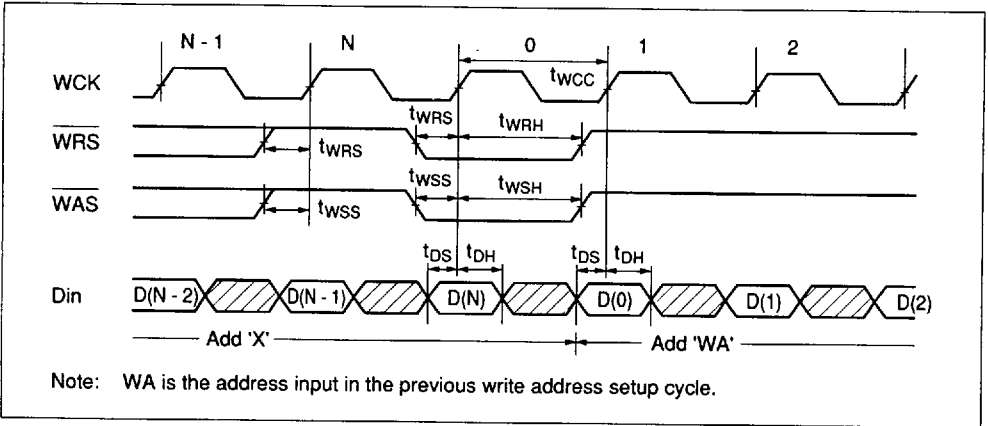 N - 1 N 0 1 2
WCK tWCC
WRS tWRS tWRS tWRH
WAS tWSS tWSS tWSH
tDS tDH tDS tDH
Din D(N - 2) D(N - 1) D(N) D(0) D(1) D(2)
Add 'X' Add 'WA'
Note: WA is the address input in the previous write address setup cycle.